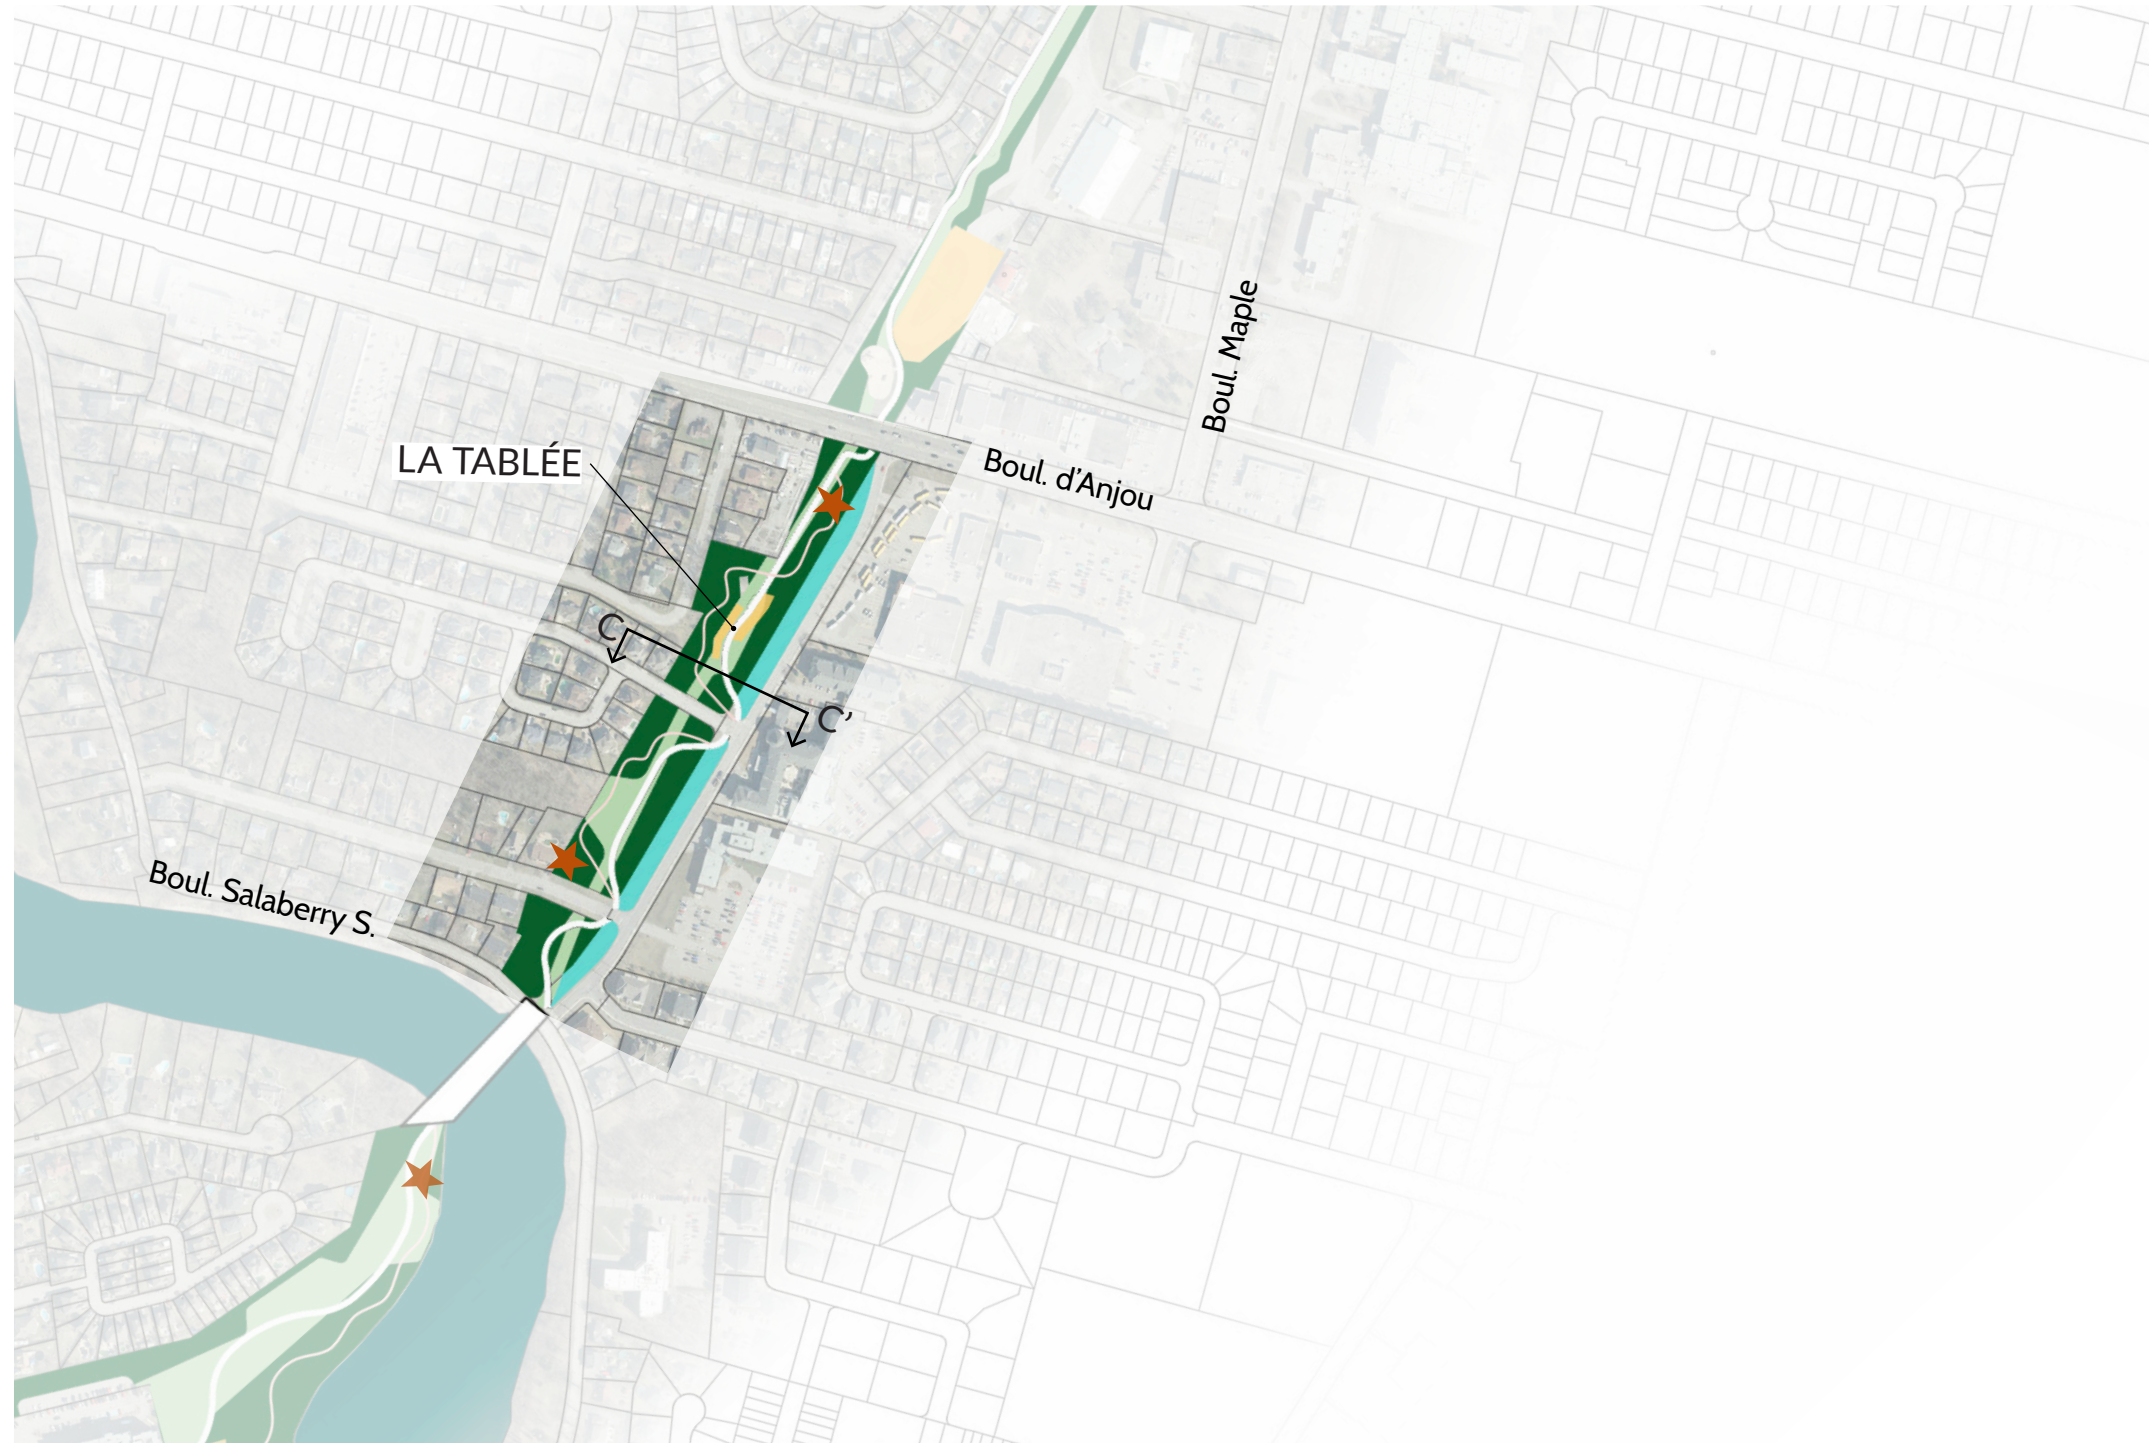 Boul. Maple
LA TABLÉE
Boul. d'Anjou
C
C'
Boul. Salaberry S.